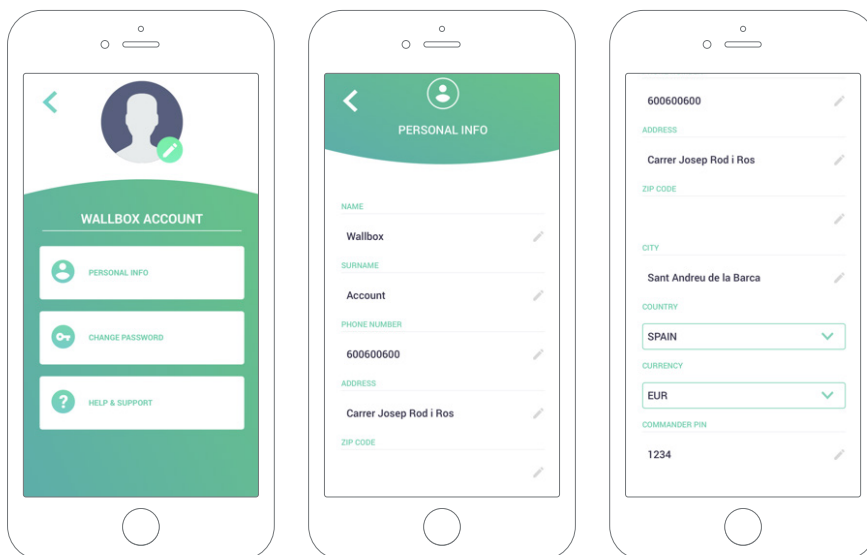 WALLBOX ACCOUNT
PERSONAL INFO
CHANGE PASSWORD
HELP & SUPPORT
PERSONAL INFO
NAME
Wallbox
SURNAME
Account
PHONE NUMBER
600600600
ADDRESS
Carrer Josep Rod i Ros
ZIP CODE
600600600
ADDRESS
Carrer Josep Rod i Ros
ZIP CODE
CITY
Sant Andreu de la Barca
COUNTRY
SPAIN
CURRENCY
EUR
COMMANDER PIN
1234